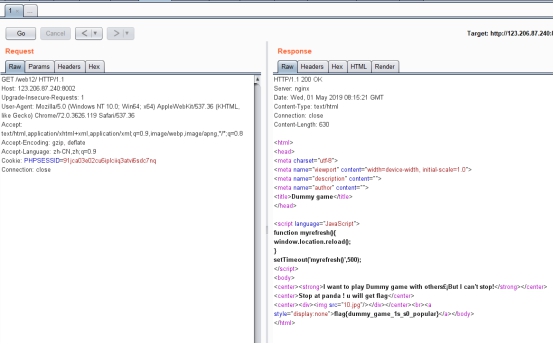 1 ×
...
Go
Cancel
< | ▼
> | ▼
Target: http://123.206.87.240:
Request
Raw
Params
Headers
Hex
GET /web12/ HTTP/1.1
Host: 123.206.87.240:8002
Upgrade-Insecure-Requests: 1
User-Agent: Mozilla/5.0 (Windows NT 10.0; Win64; x64) AppleWebKit/537.36 (KHTML,
like Gecko) Chrome/72.0.3626.119 Safari/537.36
Accept:
text/html,application/xhtml+xml,application/xml;q=0.9,image/webp,image/apng,*/*;q=0.8
Accept-Encoding: gzip, deflate
Accept-Language: zh-CN,zh;q=0.9
Connection: close
Response
Raw
Headers
Hex
HTML
Render
HTTP/1.1 200 OK
Server: nginx
Date: Wed, 01 May 2019 08:15:21 GMT
Content-Type: text/html
Connection: close
Content-Length: 630
<html>
<head>
<meta charset="utf-8">
<meta name="viewport" content="width=device-width, initial-scale=1.0">
<meta name="description" content="">
<meta name="author" content="">
<title>Dummy game</title>
</head>
<script language="JavaScript">
function myrefresh(){
window.location.reload();
}
setTimeout('myrefresh()',500);
</script>
<body>
<center><strong>I want to play Dummy game with others£¡But I can't stop!</strong></center>
<center>Stop at panda ! u will get flag</center>
<center><div><img src="10.jpg"/></div></center><br><a
style="display:none">flag{dummy_game_1s_s0_popular}</a></body>
</html>